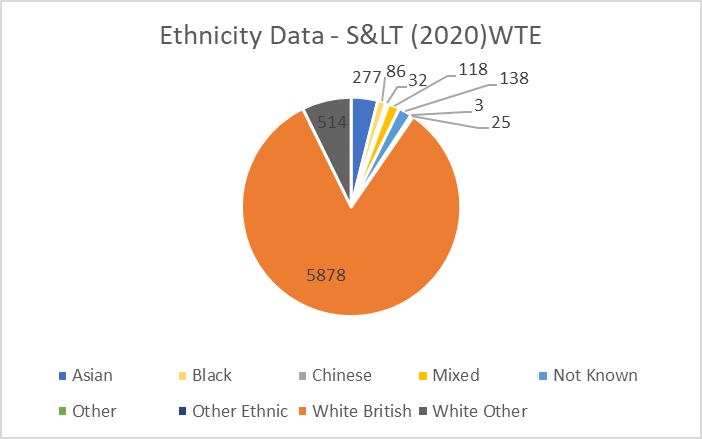 Ethnicity Data - S&LT (2020)WTE
277
86
32
118
138
3
25
514
5878
Asian
Black
Chinese
Mixed
Not Known
Other
Other Ethnic
White British
White Other